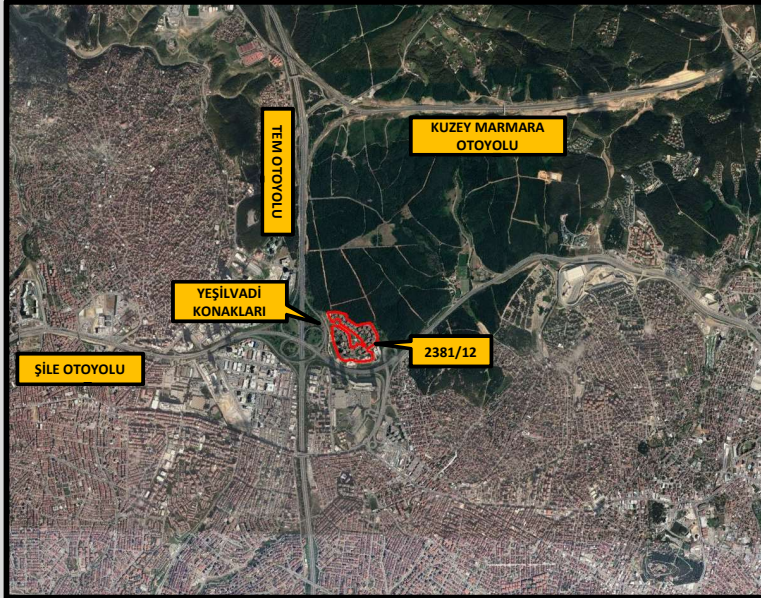 KUZEY MARMARA
OTOYOLU
TEM OTOYOLU
YEŞİLVADİ
KONAKLARI
2381/12
ŞİLE OTOYOLU